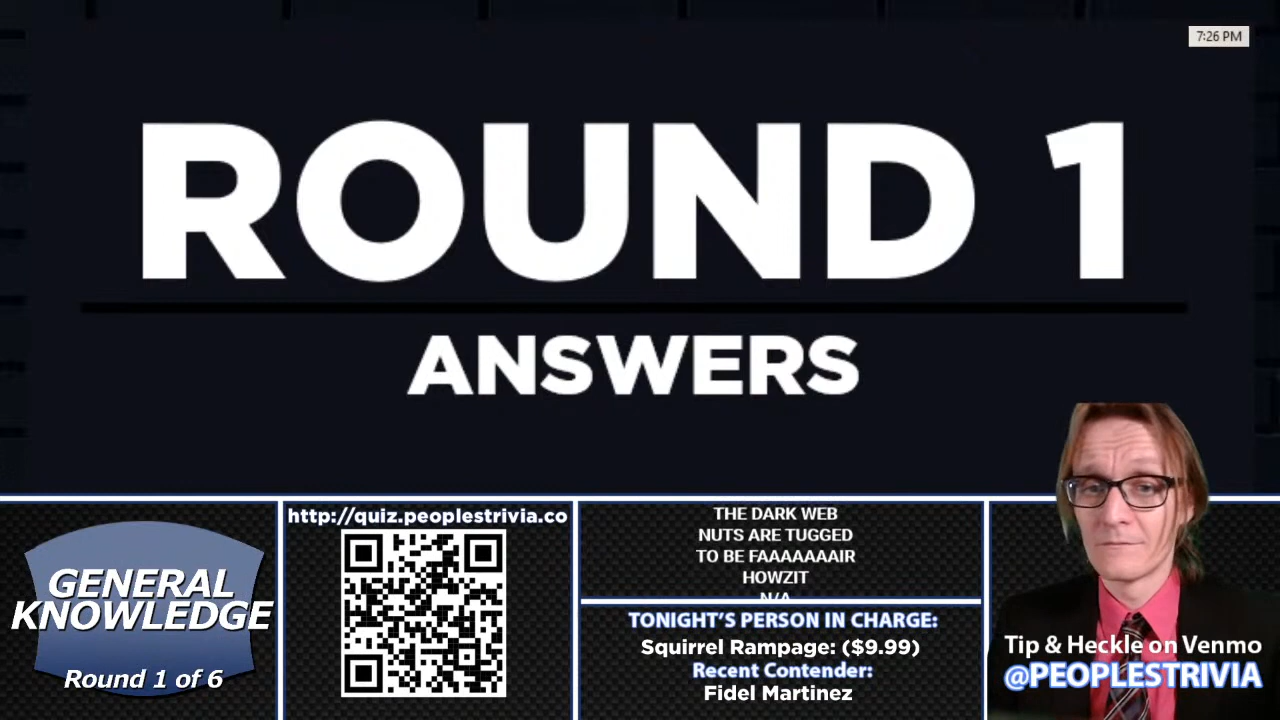 7:26 PM
ROUND 1
ANSWERS
GENERAL
KNOWLEDGE
Round 1 of 6
http://quiz.peoplestrivia.co
THE DARK WEB
NUTS ARE TUGGED
TO BE FAAAAAAIR
HOWZIT
N/A
TONIGHT'S PERSON IN CHARGE:
Squirrel Rampage: ($9.99)
Recent Contender:
Fidel Martinez
Tip & Heckle on Venmo
@PEOPLESTRIVIA